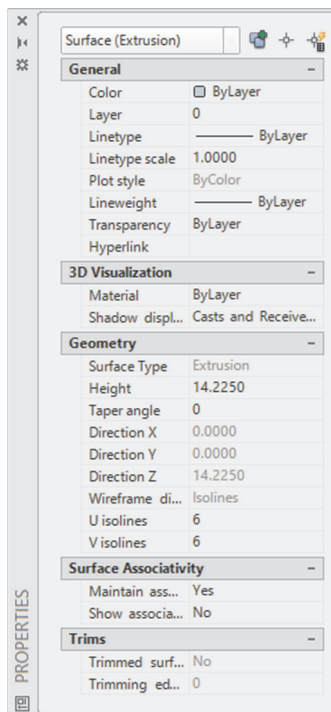 Surface (Extrusion)
General –
Color ByLayer
Layer 0
Linetype ByLayer
Linetype scale 1.0000
Plot style ByColor
Lineweight ByLayer
Transparency ByLayer
Hyperlink
3D Visualization –
Material ByLayer
Shadow displ... Casts and Receive...
Geometry –
Surface Type Extrusion
Height 14.2250
Taper angle 0
Direction X 0.0000
Direction Y 0.0000
Direction Z 14.2250
Wireframe di... Isolines
U isolines 6
V isolines 6
Surface Associativity –
Maintain ass... Yes
Show associa... No
Trims –
Trimmed surf... No
Trimming ed... 0
PROPERTIES